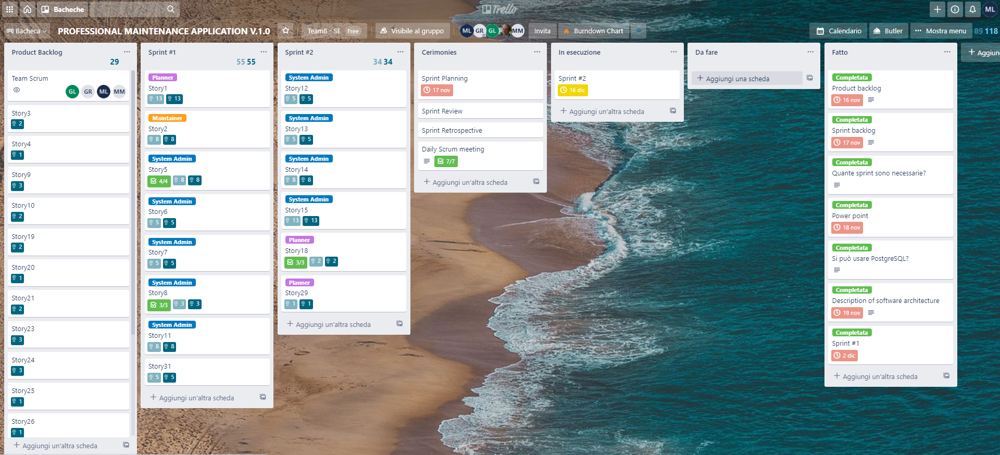 Bacheche
Trello
ML
Bacheca
PROFESSIONAL MAINTENANCE APPLICATION V.1.0
Team8 - SE Free
Visibile al gruppo
ML GR GL MM
Invita
Burndown Chart
Calendario
Butler
Mostra menu
89 118
Product Backlog
29
Team Scrum
GL GR ML MM
Story3
2
Story4
1
Story9
3
Story10
2
Story19
2
Story20
1
Story21
2
Story23
3
Story24
3
Story25
1
Story26
1
Aggiungi un'altra scheda
Sprint #1
55 55
Planner
Story1
13 13
Maintainer
Story2
8 8
System Admin
Story5
4/4 8 8
System Admin
Story6
5 5
System Admin
Story7
5 5
System Admin
Story8
3/3 3 3
System Admin
Story11
8 8
Story31
5 5
Aggiungi un'altra scheda
Sprint #2
34 34
System Admin
Story12
5 5
System Admin
Story13
5 5
System Admin
Story14
8 8
System Admin
Story15
13 13
Planner
Story18
3/3 2 2
Planner
Story29
1 1
Aggiungi un'altra scheda
Cerimonies
Sprint Planning
17 nov
Sprint Review
Sprint Retrospective
Daily Scrum meeting
7/7
Aggiungi un'altra scheda
In esecuzione
Sprint #2
16 dic
Aggiungi un'altra scheda
Da fare
Aggiungi una scheda
Fatto
Completata
Product backlog
16 nov
Completata
Sprint backlog
17 nov
Completata
Quante sprint sono necessarie?
Completata
Power point
18 nov
Completata
Si può usare PostgreSQL?
Completata
Description of software architecture
19 nov
Completata
Sprint #1
2 dic
Aggiungi un'altra scheda
Aggiun